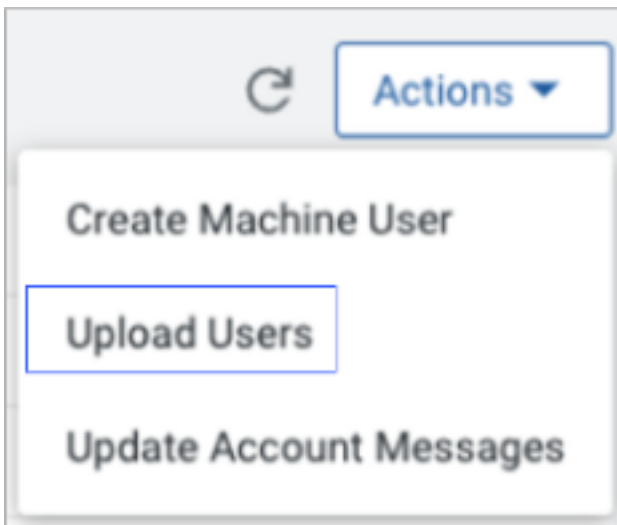 Actions
Create Machine User
Upload Users
Update Account Messages